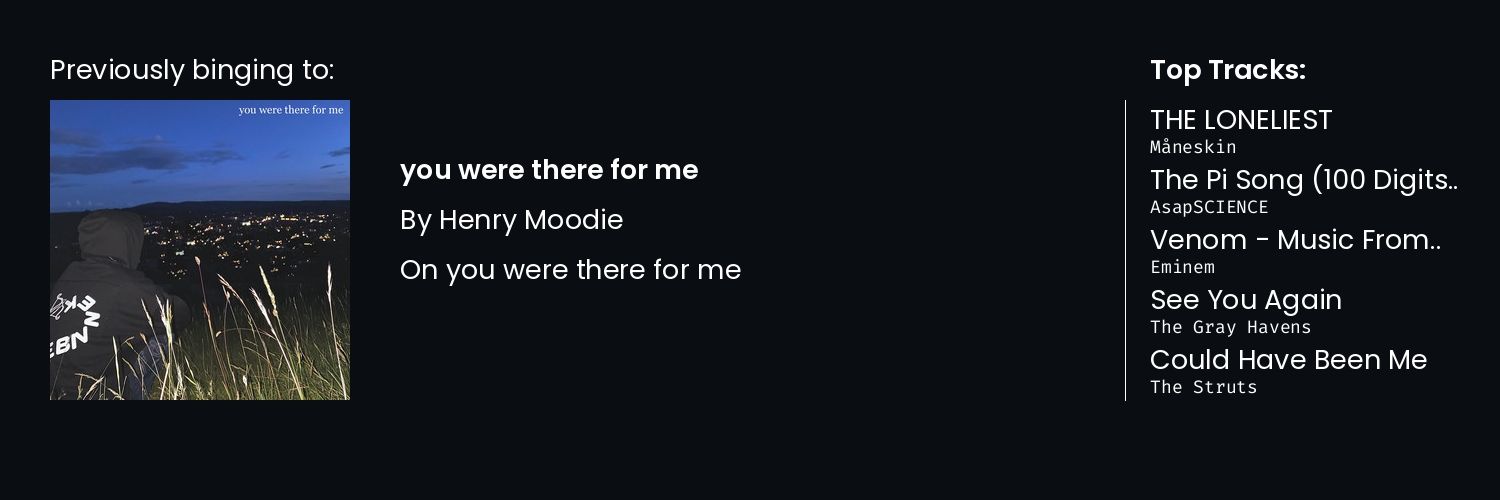 Previously binging to:
you were there for me
you were there for me
By Henry Moodie
On you were there for me
Top Tracks:
THE LONELIEST
Måneskin
The Pi Song (100 Digits..
AsapSCIENCE
Venom - Music From..
Eminem
See You Again
The Gray Havens
Could Have Been Me
The Struts